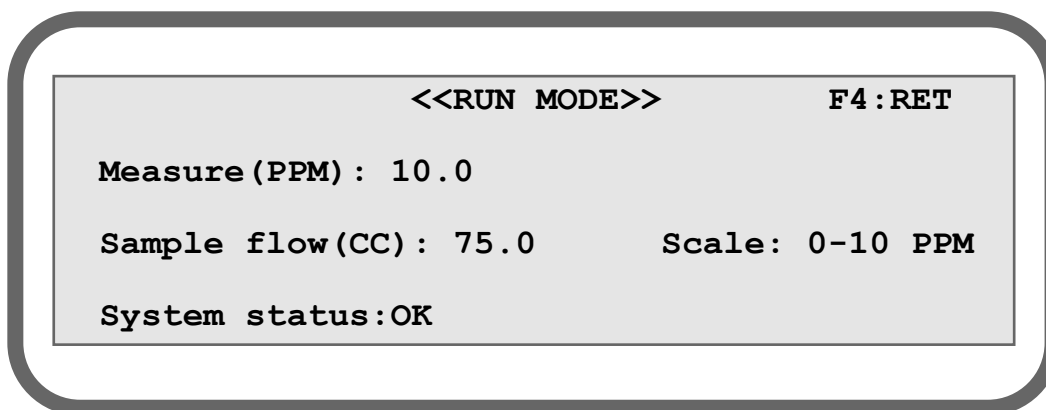 <<RUN MODE>> F4:RET
Measure(PPM): 10.0
Sample flow(CC): 75.0 Scale: 0-10 PPM
System status:OK